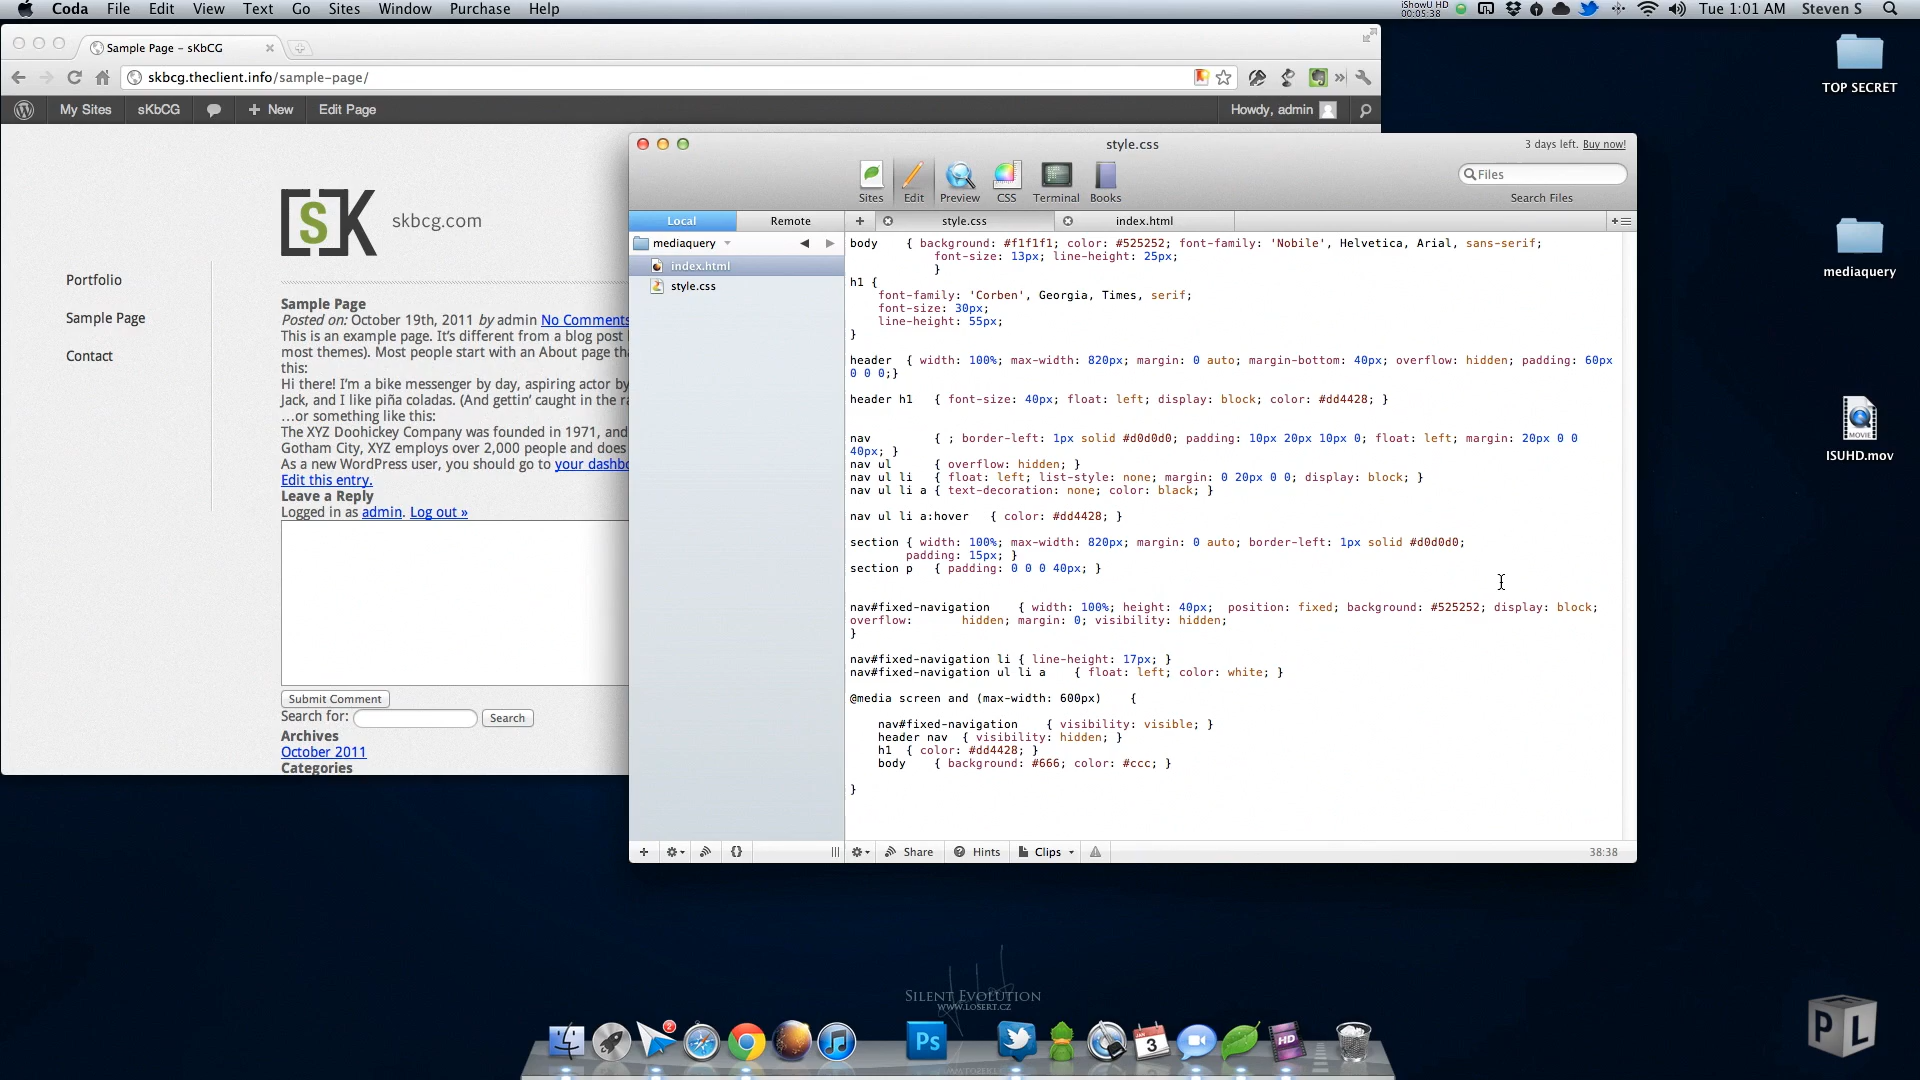 Coda File Edit View Text Go Sites Window Purchase Help
iShowU HD
00:05:38
Tue 1:01 AM Steven S
Sample Page – sKbCG
skbcg.theclient.info/sample-page/
My Sites sKbCG New Edit Page
Howdy, admin
[SK skbcg.com
Portfolio
Sample Page
Contact
Sample Page
Posted on: October 19th, 2011 by admin No Comments
This is an example page. It's different from a blog post
most themes). Most people start with an About page tha
this:
Hi there! I'm a bike messenger by day, aspiring actor by
Jack, and I like piña coladas. (And gettin' caught in the ra
…or something like this:
The XYZ Doohickey Company was founded in 1971, and
Gotham City, XYZ employs over 2,000 people and does
As a new WordPress user, you should go to your dashbo
Edit this entry.
Leave a Reply
Logged in as admin. Log out »
Submit Comment
Search for:
Search
Archives
October 2011
Categories
style.css
3 days left. Buy now!
Sites Edit Preview CSS Terminal Books
Files
Search Files
Local Remote
style.css
index.html
mediaquery
index.html
style.css
body { background: #f1f1f1; color: #525252; font-family: 'Nobile', Helvetica, Arial, sans-serif;
font-size: 13px; line-height: 25px;
}
h1 {
font-family: 'Corben', Georgia, Times, serif;
font-size: 30px;
line-height: 55px;
}
header { width: 100%; max-width: 820px; margin: 0 auto; margin-bottom: 40px; overflow: hidden; padding: 60px
0 0 0;}
header h1 { font-size: 40px; float: left; display: block; color: #dd4428; }
nav { ; border-left: 1px solid #d0d0d0; padding: 10px 20px 10px 0; float: left; margin: 20px 0 0
40px; }
nav ul { overflow: hidden; }
nav ul li { float: left; list-style: none; margin: 0 20px 0 0; display: block; }
nav ul li a { text-decoration: none; color: black; }
nav ul li a:hover { color: #dd4428; }
section { width: 100%; max-width: 820px; margin: 0 auto; border-left: 1px solid #d0d0d0;
padding: 15px; }
section p { padding: 0 0 0 40px; }
nav#fixed-navigation { width: 100%; height: 40px; position: fixed; background: #525252; display: block;
overflow: hidden; margin: 0; visibility: hidden;
}
nav#fixed-navigation li { line-height: 17px; }
nav#fixed-navigation ul li a { float: left; color: white; }
@media screen and (max-width: 600px) {
nav#fixed-navigation { visibility: visible; }
header nav { visibility: hidden; }
h1 { color: #dd4428; }
body { background: #666; color: #ccc; }
}
Share Hints Clips
38:38
TOP SECRET
mediaquery
MOVIE
ISUHD.mov
SILENT EVOLUTION
WWW.LOSERT.CZ
2
Ps
JAN
3
HD
PL